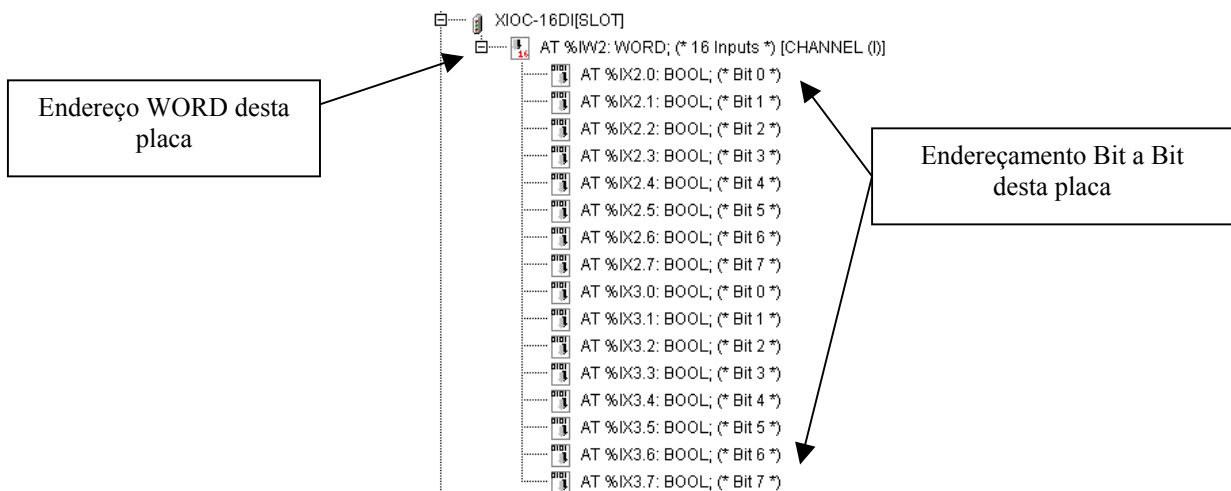 XIOC-16DI[SLOT]
AT %IW2: WORD; (* 16 Inputs *) [CHANNEL (I)]
AT %IX2.0: BOOL; (* Bit 0 *)
AT %IX2.1: BOOL; (* Bit 1 *)
AT %IX2.2: BOOL; (* Bit 2 *)
AT %IX2.3: BOOL; (* Bit 3 *)
AT %IX2.4: BOOL; (* Bit 4 *)
AT %IX2.5: BOOL; (* Bit 5 *)
AT %IX2.6: BOOL; (* Bit 6 *)
AT %IX2.7: BOOL; (* Bit 7 *)
AT %IX3.0: BOOL; (* Bit 0 *)
AT %IX3.1: BOOL; (* Bit 1 *)
AT %IX3.2: BOOL; (* Bit 2 *)
AT %IX3.3: BOOL; (* Bit 3 *)
AT %IX3.4: BOOL; (* Bit 4 *)
AT %IX3.5: BOOL; (* Bit 5 *)
AT %IX3.6: BOOL; (* Bit 6 *)
AT %IX3.7: BOOL; (* Bit 7 *)
Endereço WORD desta
placa
Endereçamento Bit a Bit
desta placa